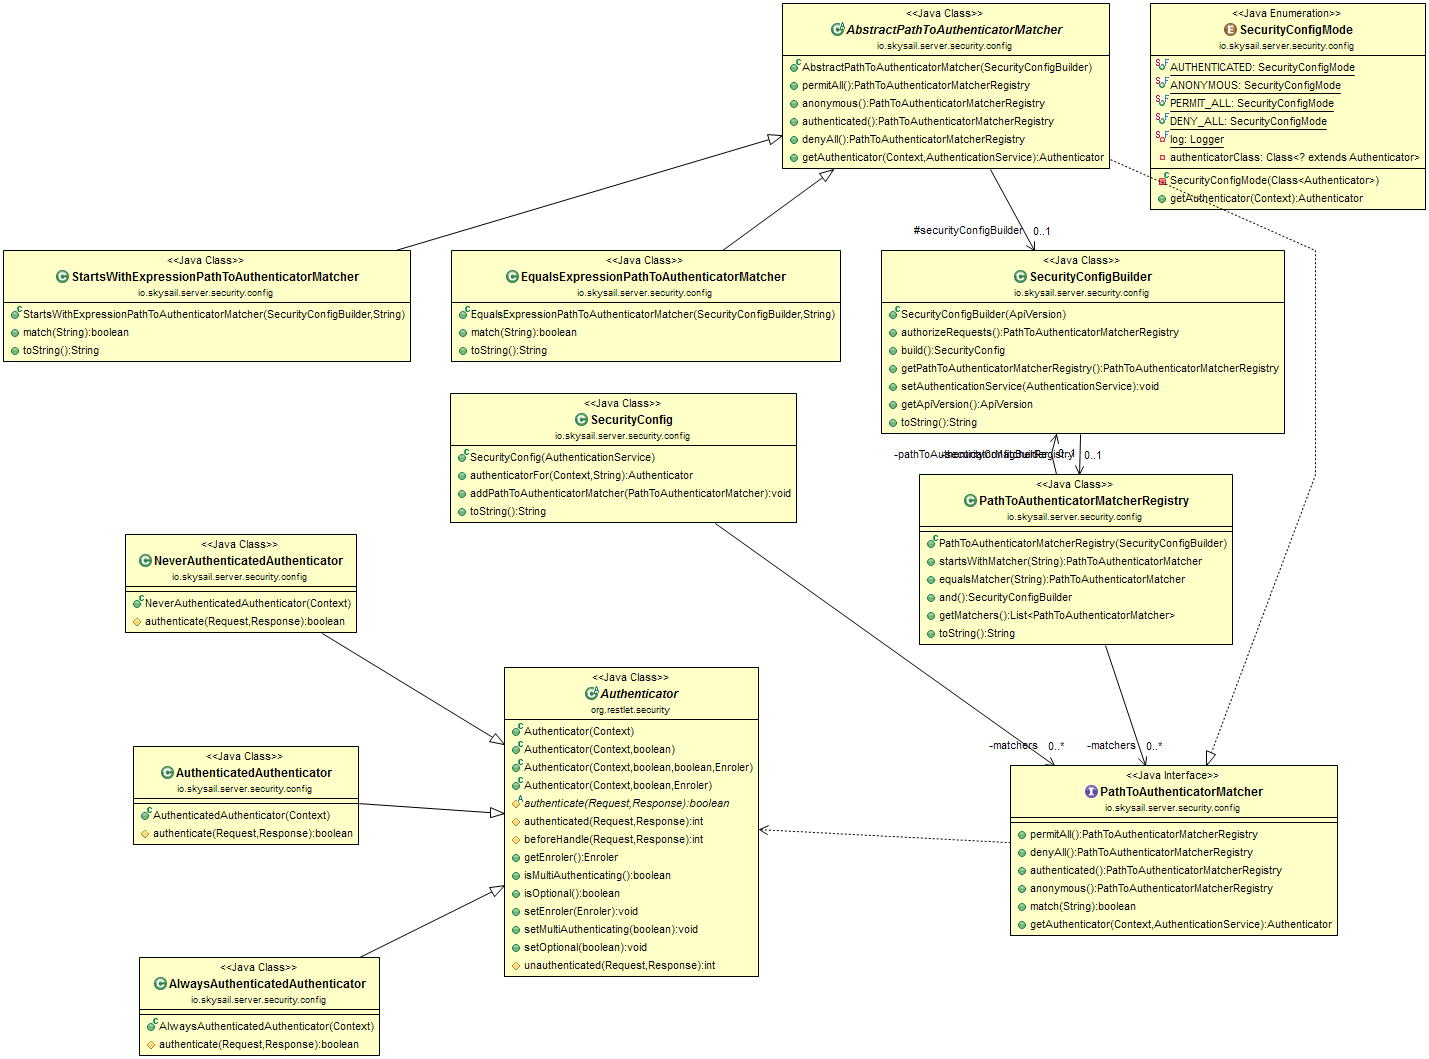 <<Java Class>>
AbstractPathToAuthenticatorMatcher
io.skysail.server.security.config
AbstractPathToAuthenticatorMatcher(SecurityConfigBuilder)
permitAll():PathToAuthenticatorMatcherRegistry
anonymous():PathToAuthenticatorMatcherRegistry
authenticated():PathToAuthenticatorMatcherRegistry
denyAll():PathToAuthenticatorMatcherRegistry
getAuthenticator(Context,AuthenticationService):Authenticator
<<Java Enumeration>>
SecurityConfigMode
io.skysail.server.security.config
AUTHENTICATED: SecurityConfigMode
ANONYMOUS: SecurityConfigMode
PERMIT_ALL: SecurityConfigMode
DENY_ALL: SecurityConfigMode
log: Logger
authenticatorClass: Class<? extends Authenticator>
SecurityConfigMode(Class<Authenticator>)
getAuthenticator(Context):Authenticator
#securityConfigBuilder 0..1
<<Java Class>>
StartsWithExpressionPathToAuthenticatorMatcher
io.skysail.server.security.config
StartsWithExpressionPathToAuthenticatorMatcher(SecurityConfigBuilder,String)
match(String):boolean
toString():String
<<Java Class>>
EqualsExpressionPathToAuthenticatorMatcher
io.skysail.server.security.config
EqualsExpressionPathToAuthenticatorMatcher(SecurityConfigBuilder,String)
match(String):boolean
toString():String
<<Java Class>>
SecurityConfigBuilder
io.skysail.server.security.config
SecurityConfigBuilder(ApiVersion)
authorizeRequests():PathToAuthenticatorMatcherRegistry
build():SecurityConfig
getPathToAuthenticatorMatcherRegistry():PathToAuthenticatorMatcherRegistry
setAuthenticationService(AuthenticationService):void
getApiVersion():ApiVersion
toString():String
<<Java Class>>
SecurityConfig
io.skysail.server.security.config
SecurityConfig(AuthenticationService)
authenticatorFor(Context,String):Authenticator
addPathToAuthenticatorMatcher(PathToAuthenticatorMatcher):void
toString():String
-pathToAuthenticatorMatcherRegistry 0..1
-securityConfigBuilder 0..1
<<Java Class>>
PathToAuthenticatorMatcherRegistry
io.skysail.server.security.config
PathToAuthenticatorMatcherRegistry(SecurityConfigBuilder)
startsWithMatcher(String):PathToAuthenticatorMatcher
equalsMatcher(String):PathToAuthenticatorMatcher
and():SecurityConfigBuilder
getMatchers():List<PathToAuthenticatorMatcher>
toString():String
<<Java Class>>
NeverAuthenticatedAuthenticator
io.skysail.server.security.config
NeverAuthenticatedAuthenticator(Context)
authenticate(Request,Response):boolean
<<Java Class>>
Authenticator
org.restlet.security
Authenticator(Context)
Authenticator(Context,boolean)
Authenticator(Context,boolean,boolean,Enroler)
Authenticator(Context,boolean,Enroler)
authenticate(Request,Response):boolean
authenticated(Request,Response):int
beforeHandle(Request,Response):int
getEnroler():Enroler
isMultiAuthenticating():boolean
isOptional():boolean
setEnroler(Enroler):void
setMultiAuthenticating(boolean):void
setOptional(boolean):void
unauthenticated(Request,Response):int
<<Java Class>>
AuthenticatedAuthenticator
io.skysail.server.security.config
AuthenticatedAuthenticator(Context)
authenticate(Request,Response):boolean
-matchers 0..*
-matchers 0..*
<<Java Interface>>
PathToAuthenticatorMatcher
io.skysail.server.security.config
permitAll():PathToAuthenticatorMatcherRegistry
denyAll():PathToAuthenticatorMatcherRegistry
authenticated():PathToAuthenticatorMatcherRegistry
anonymous():PathToAuthenticatorMatcherRegistry
match(String):boolean
getAuthenticator(Context,AuthenticationService):Authenticator
<<Java Class>>
AlwaysAuthenticatedAuthenticator
io.skysail.server.security.config
AlwaysAuthenticatedAuthenticator(Context)
authenticate(Request,Response):boolean